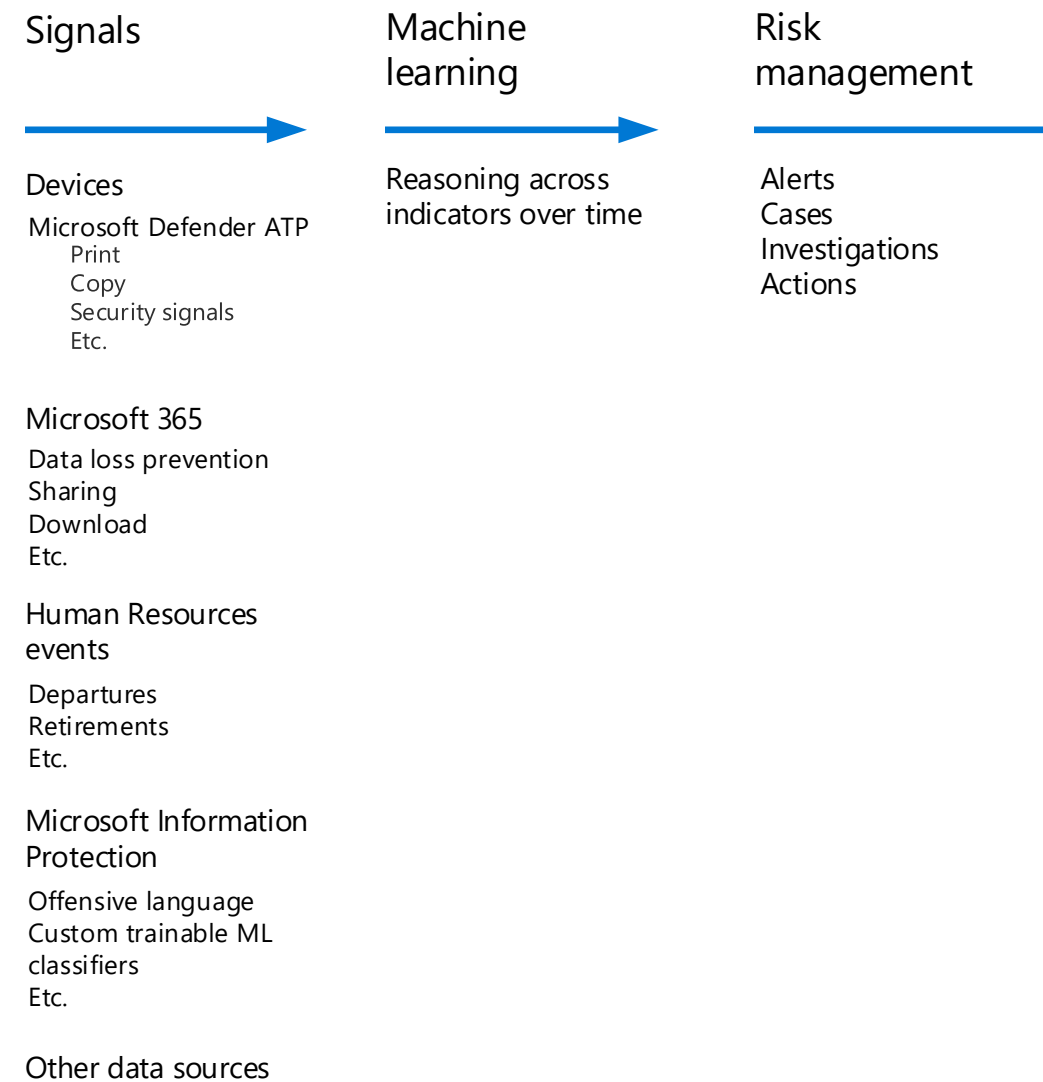 Signals
Devices
Microsoft Defender ATP
Print
Copy
Security signals
Etc.
Microsoft 365
Data loss prevention
Sharing
Download
Etc.
Human Resources
events
Departures
Retirements
Etc.
Microsoft Information
Protection
Offensive language
Custom trainable ML
classifiers
Etc.
Other data sources
Machine
learning
Reasoning across
indicators over time
Risk
management
Alerts
Cases
Investigations
Actions